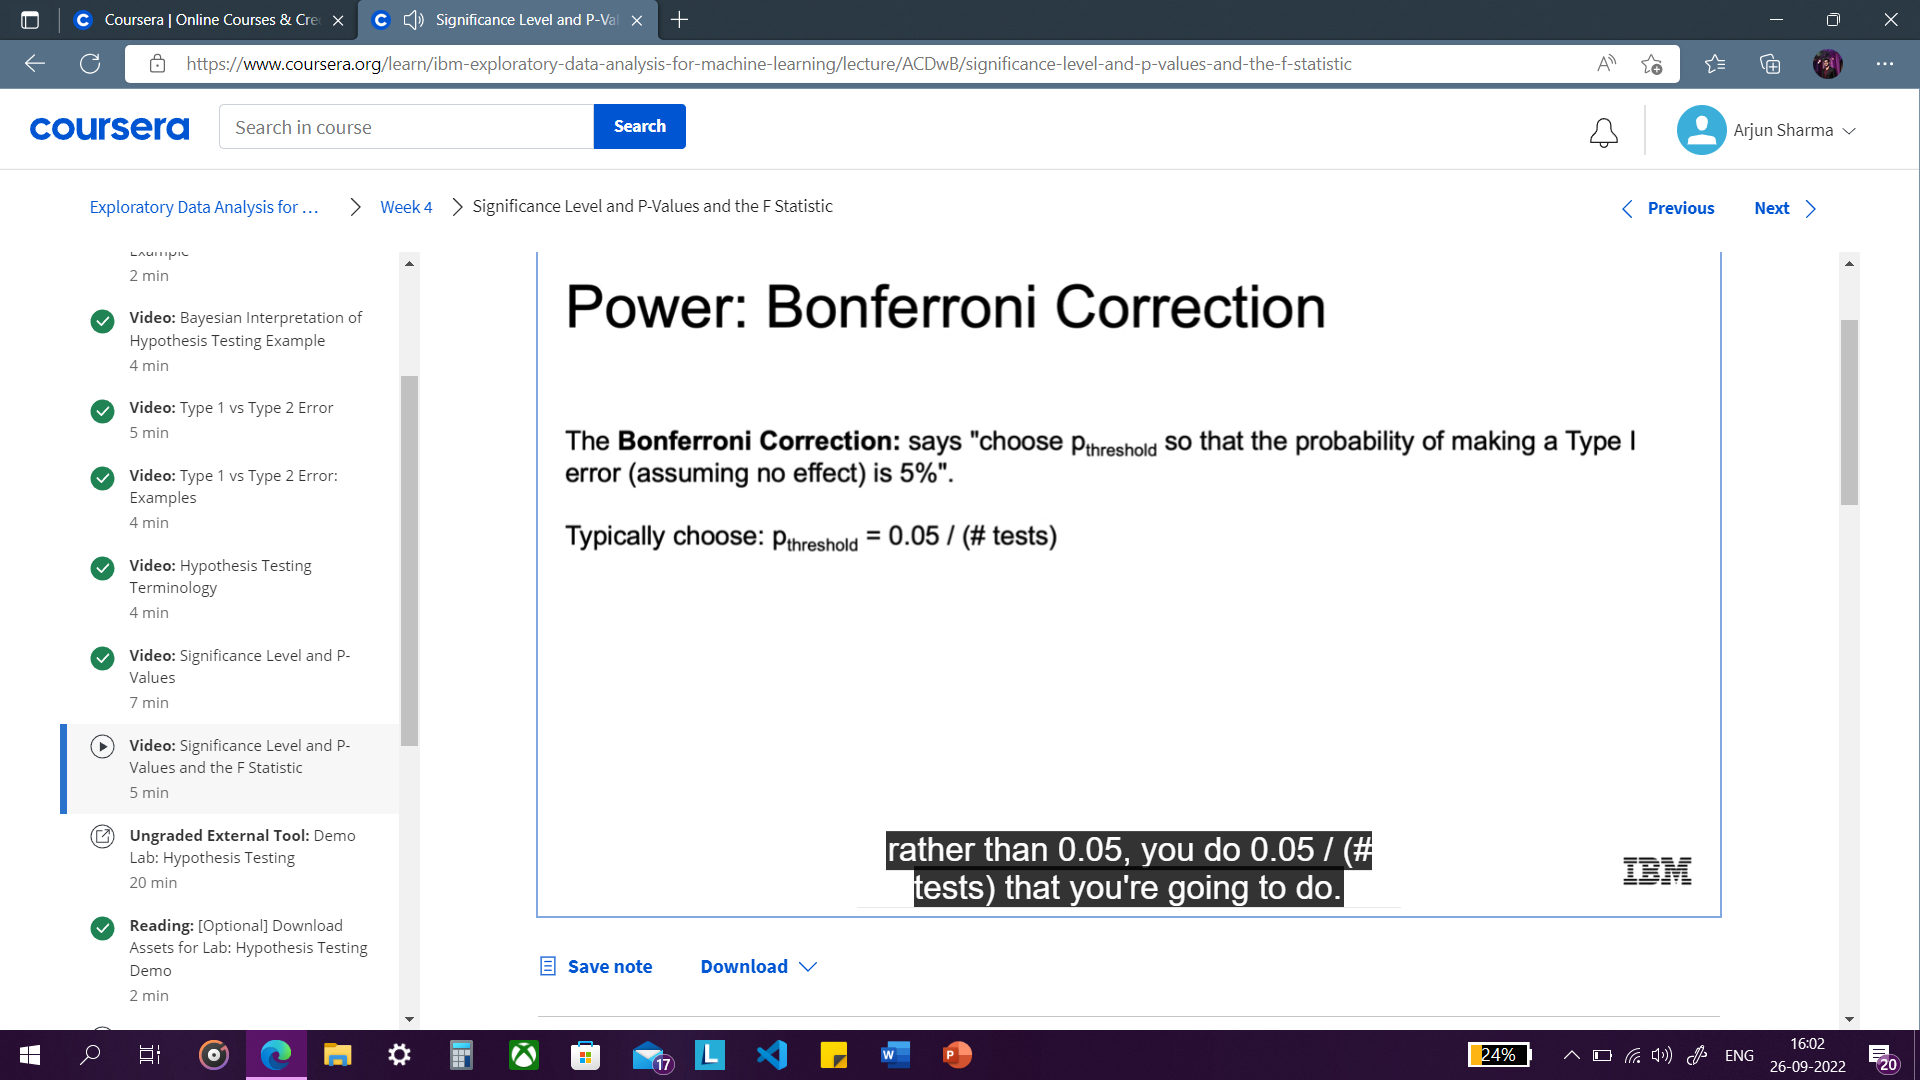 Coursera | Online Courses & Cre
Significance Level and P-Val
https://www.coursera.org/learn/ibm-exploratory-data-analysis-for-machine-learning/lecture/ACDwB/significance-level-and-p-values-and-the-f-statistic
coursera
Search in course
Search
Arjun Sharma
Exploratory Data Analysis for ...
Week 4
Significance Level and P-Values and the F Statistic
Previous
Next
Example
2 min
Video: Bayesian Interpretation of
Hypothesis Testing Example
4 min
Video: Type 1 vs Type 2 Error
5 min
Video: Type 1 vs Type 2 Error:
Examples
4 min
Video: Hypothesis Testing
Terminology
4 min
Video: Significance Level and P-
Values
7 min
Video: Significance Level and P-
Values and the F Statistic
5 min
Ungraded External Tool: Demo
Lab: Hypothesis Testing
20 min
Reading: [Optional] Download
Assets for Lab: Hypothesis Testing
Demo
2 min
Power: Bonferroni Correction
The Bonferroni Correction: says "choose pthreshold so that the probability of making a Type I
error (assuming no effect) is 5%".
Typically choose: pthreshold = 0.05 / (# tests)
rather than 0.05, you do 0.05 / (#
tests) that you're going to do.
IBM
Save note
Download
17
24%
ENG
16:02
26-09-2022
20